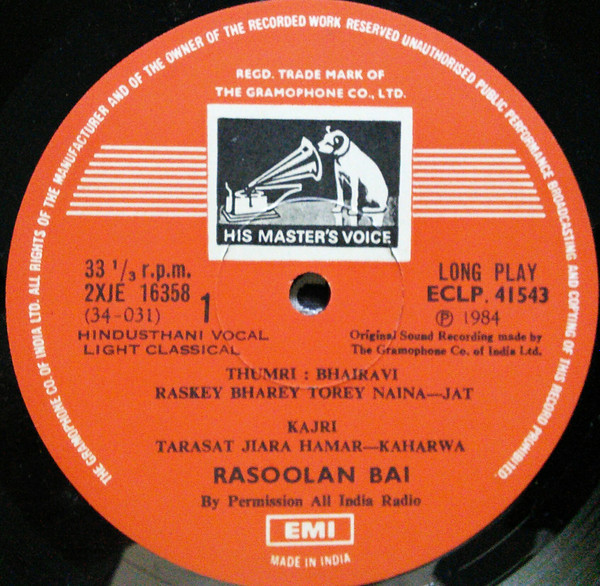 THE GRAMOPHONE CO. OF INDIA LTD. ALL RIGHTS OF THE MANUFACTURER AND OF THE OWNER OF THE RECORDED WORK RESERVED UNAUTHORISED PUBLIC PERFORMANCE BROADCASTING AND COPYING OF THIS RECORD PROHIBITED.
REGD. TRADE MARK OF
THE GRAMOPHONE CO., LTD.
HIS MASTER'S VOICE
33 1/3 r.p.m.
2XJE 16358 1
(34-031)
HINDUSTHANI VOCAL
LIGHT CLASSICAL
LONG PLAY
ECLP. 41543
℗ 1984
Original Sound Recording made by
The Gramophone Co. of India Ltd.
THUMRI : BHAIRAVI
RASKEY BHAREY TOREY NAINA—JAT
KAJRI
TARASAT JIARA HAMAR—KAHARWA
RASOOLAN BAI
By Permission All India Radio
EMI
MADE IN INDIA